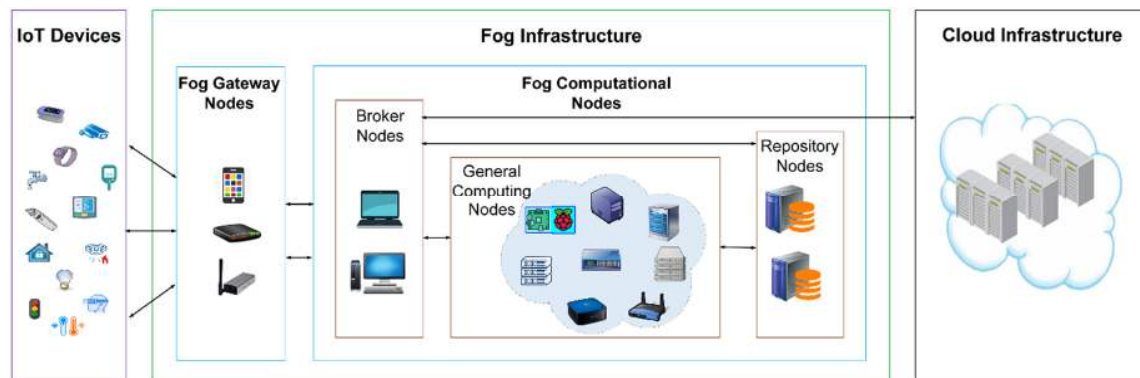 IoT Devices
Fog Infrastructure
Cloud Infrastructure
Fog Gateway
Nodes
Fog Computational
Nodes
Broker
Nodes
General
Computing
Nodes
Repository
Nodes